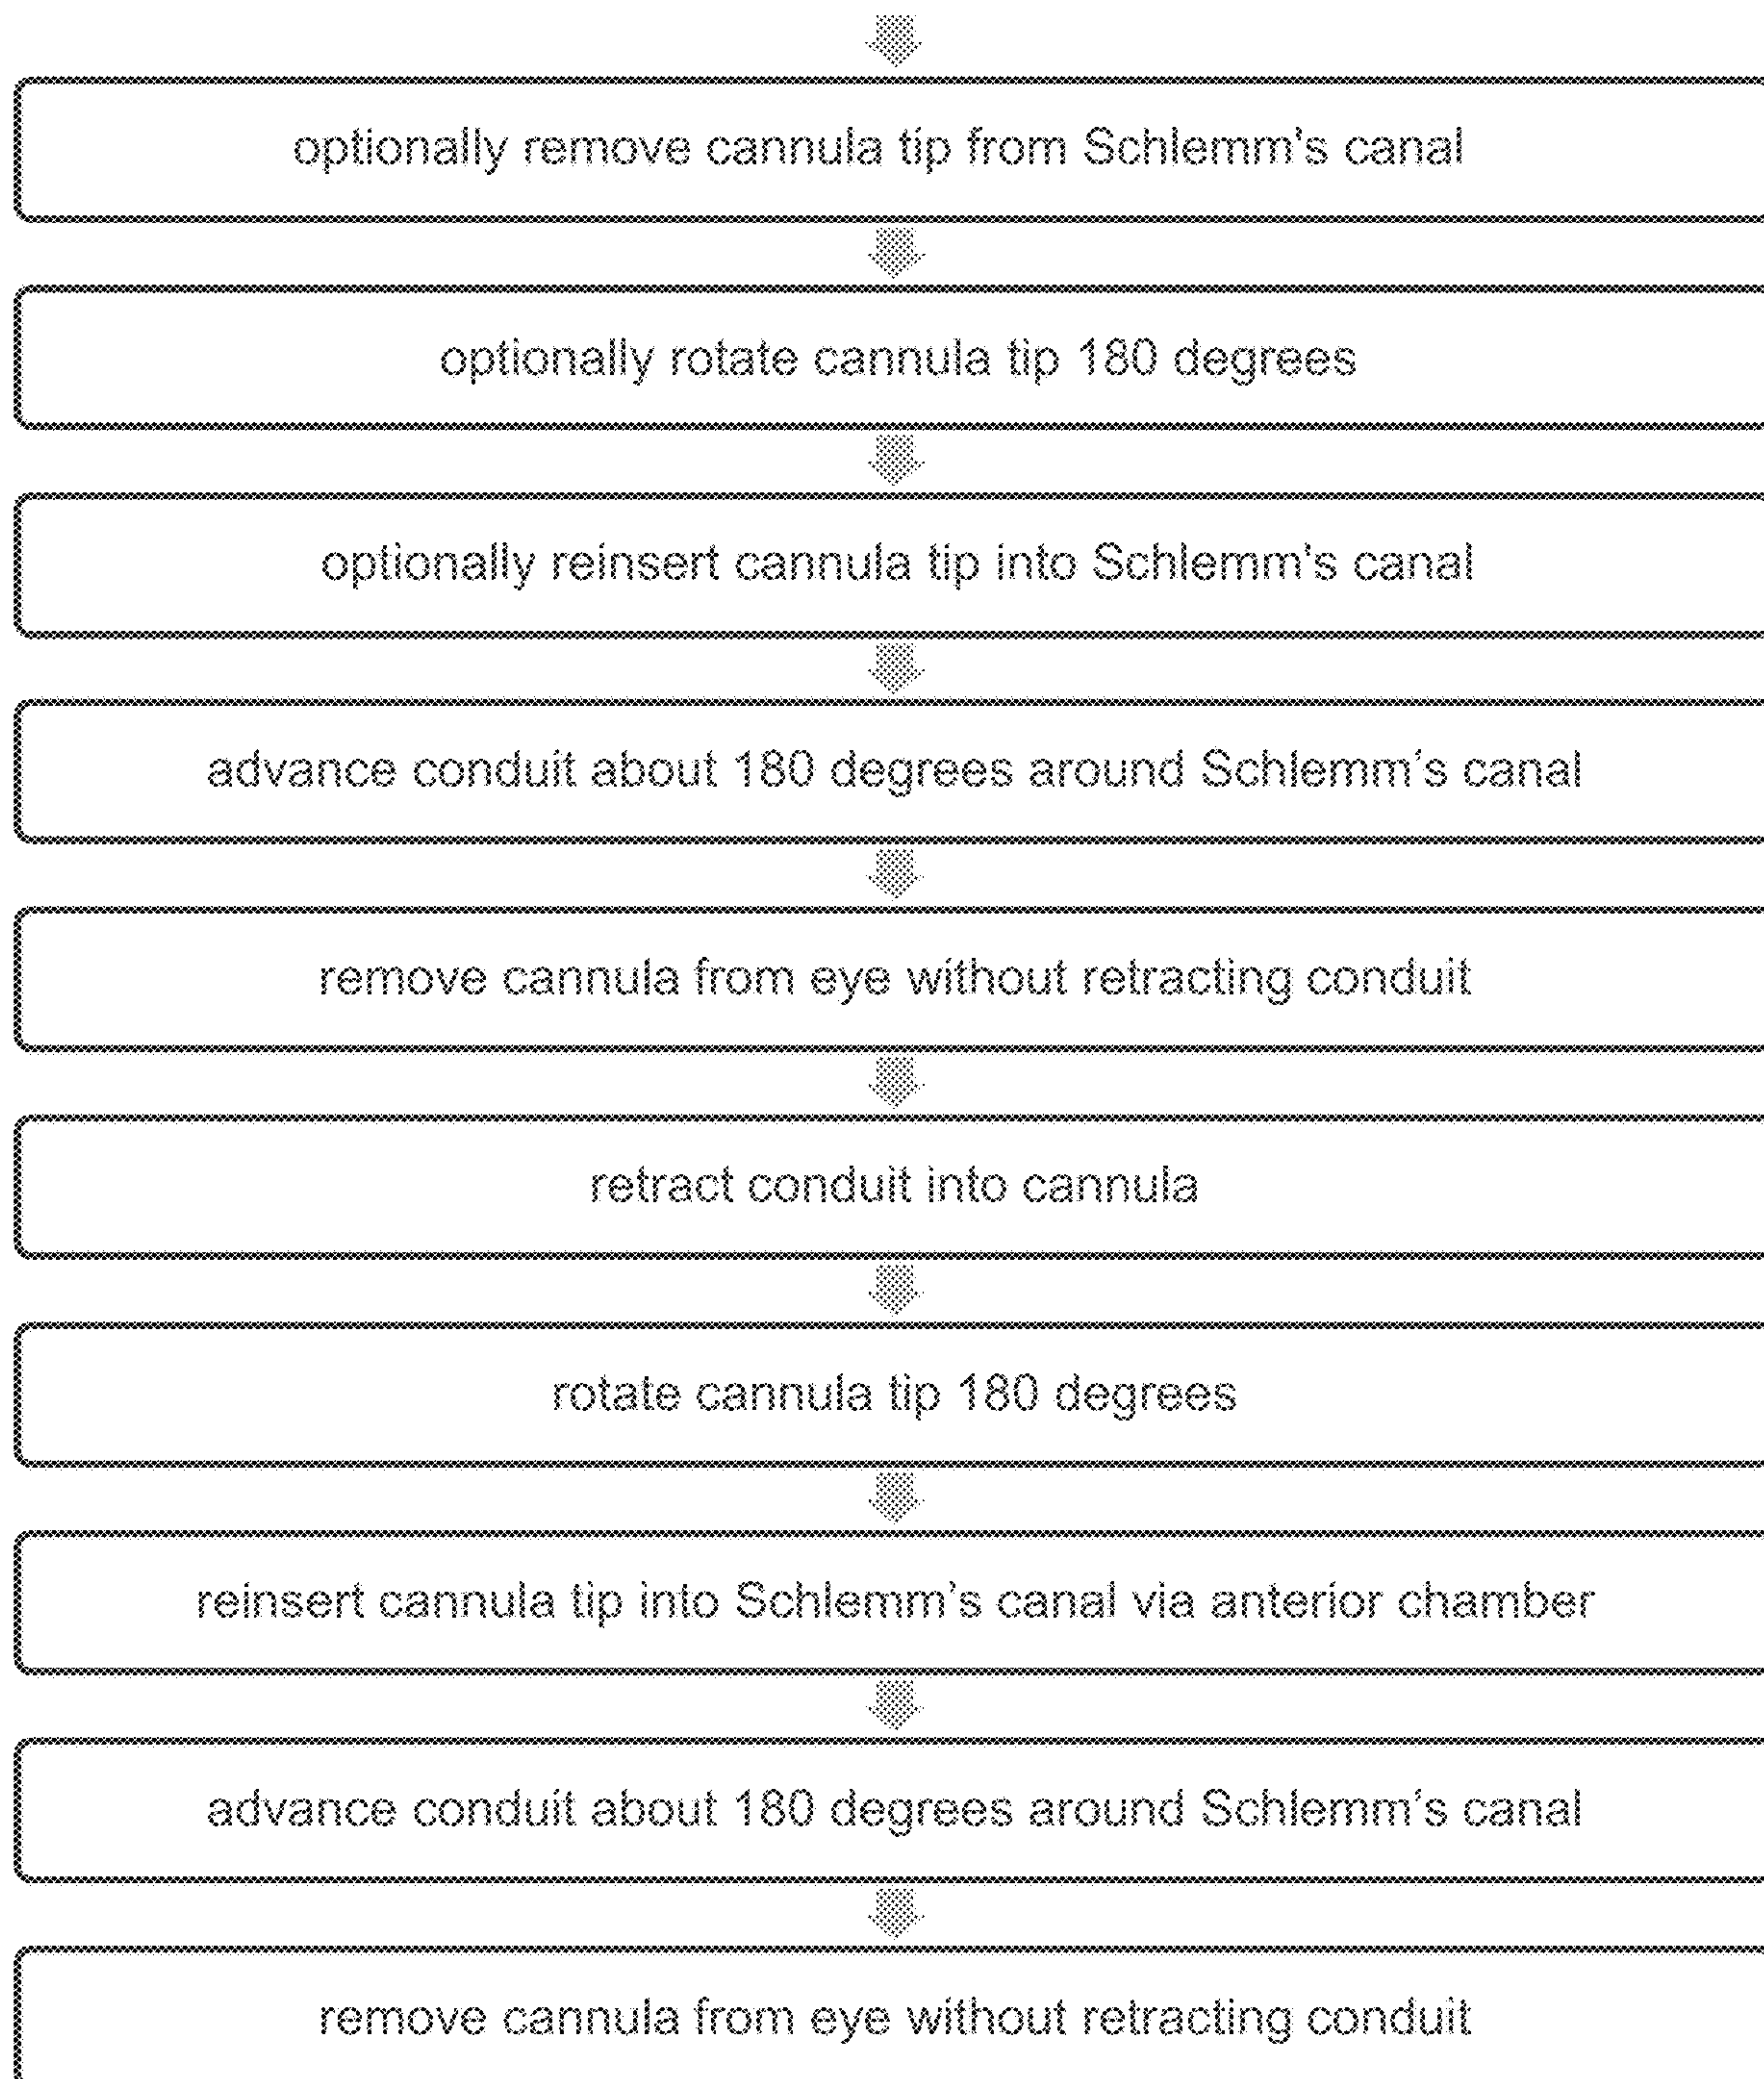 optionally remove cannula tip from Schlemm's canal
optionally rotate cannula tip 180 degrees
optionally reinsert cannula tip into Schlemm's canal
advance conduit about 180 degrees around Schlemm's canal
remove cannula from eye without retracting conduit
retract conduit into cannula
rotate cannula tip 180 degrees
reinsert cannula tip into Schlemm's canal via anterior chamber
advance conduit about 180 degrees around Schlemm's canal
remove cannula from eye without retracting conduit